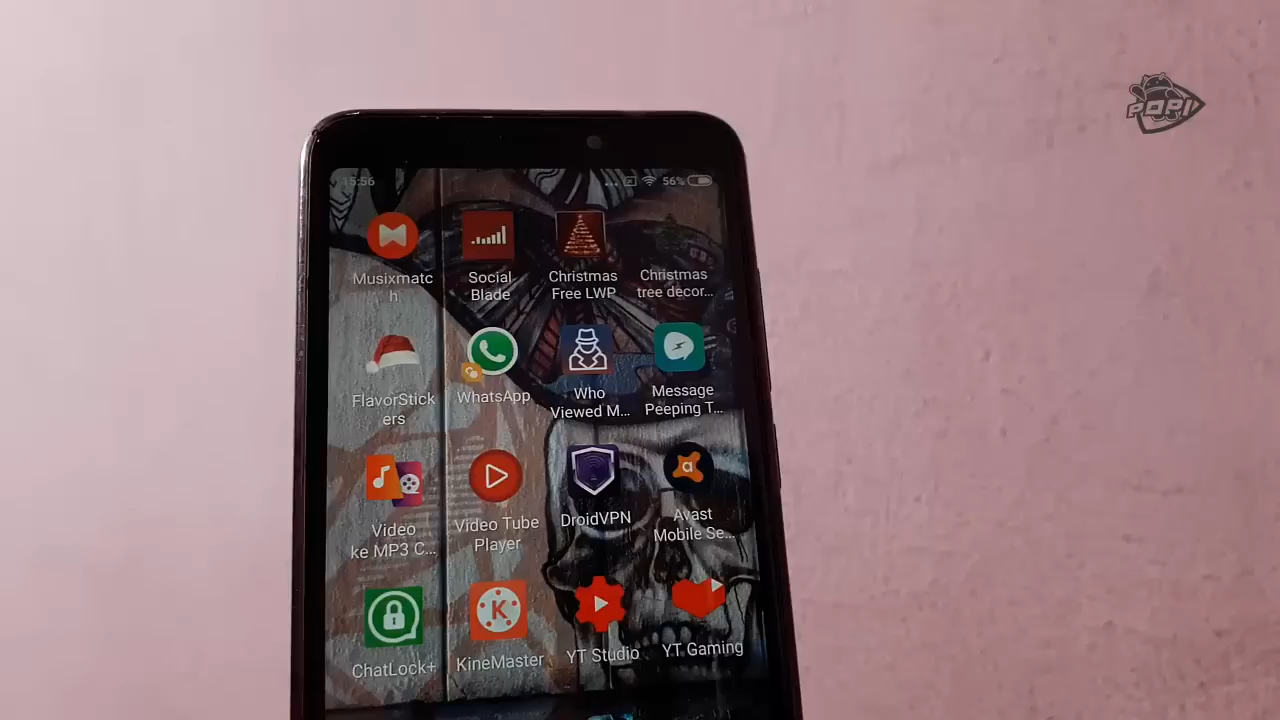 POPI
15:56
56%
Musixmatc
h
Social
Blade
Christmas
Free LWP
Christmas
tree decor...
FlavorStick
ers
WhatsApp
Who
Viewed M...
Message
Peeping T...
Video
ke MP3 C...
Video Tube
Player
DroidVPN
Avast
Mobile Se...
ChatLock+
KineMaster
YT Studio
YT Gaming